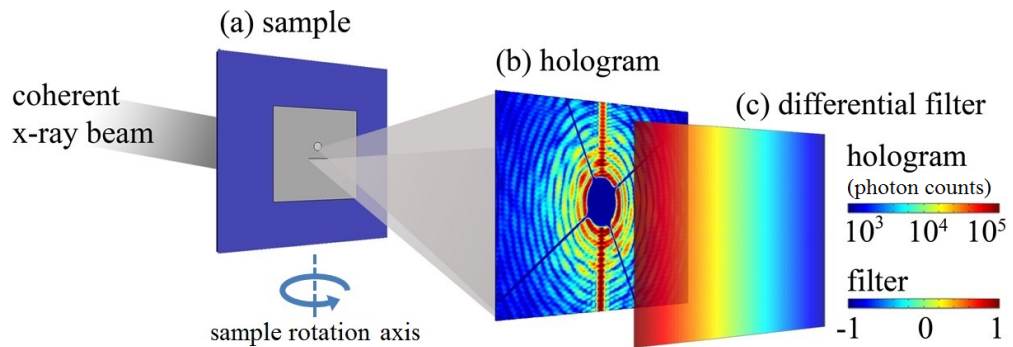 (a) sample
coherent
x-ray beam
sample rotation axis
(b) hologram
(c) differential filter
hologram
(photon counts)
10³ 10⁴ 10⁵
filter
-1 0 1